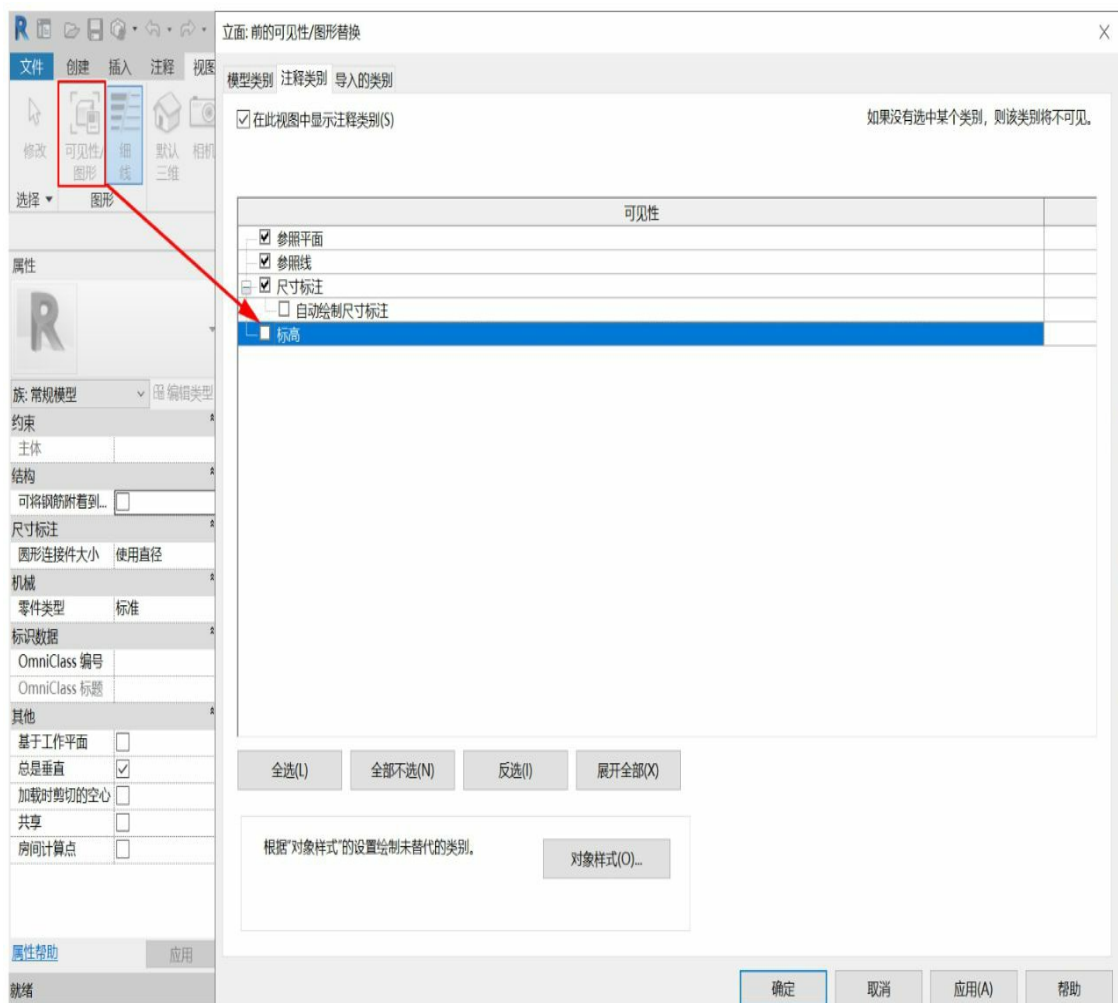 立面: 前的可见性/图形替换
文件 创建 插入 注释 视图
模型类别 注释类别 导入的类别
在此视图中显示注释类别(S)
如果没有选中某个类别，则该类别将不可见。
修改 可见性/图形 细线 默认三维 相机
选择 图形
可见性
参照平面
参照线
尺寸标注
自动绘制尺寸标注
标高
属性
R
族: 常规模型 编辑类型
约束
主体
结构
可将钢筋附着到...
尺寸标注
圆形连接件大小 使用直径
机械
零件类型 标准
标识数据
OmniClass 编号
OmniClass 标题
其他
基于工作平面
总是垂直
加载时剪切的空心
共享
房间计算点
全选(L) 全部不选(N) 反选(I) 展开全部(X)
根据"对象样式"的设置绘制未替代的类别。
对象样式(O)...
属性帮助 应用
就绪
确定 取消 应用(A) 帮助